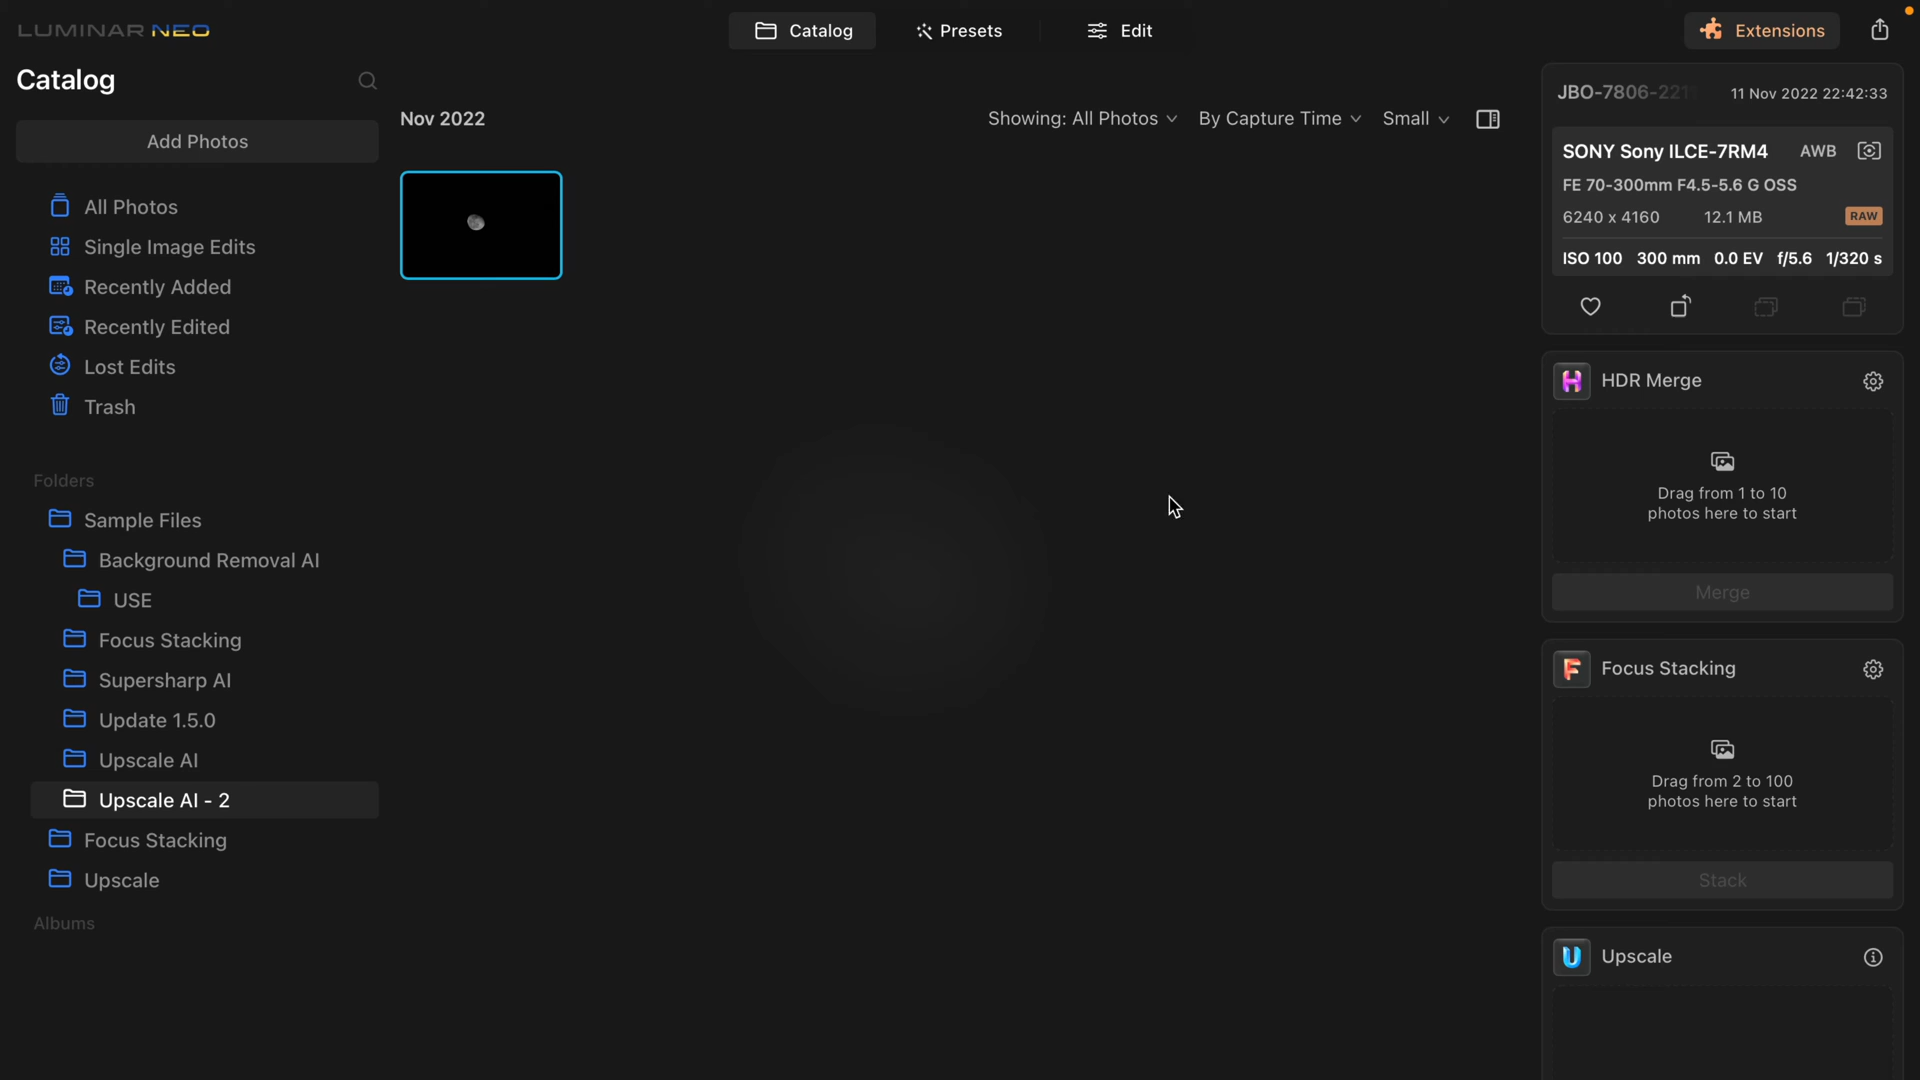 LUMINAR NEO
Catalog
Presets
Edit
Extensions
Catalog
Add Photos
All Photos
Single Image Edits
Recently Added
Recently Edited
Lost Edits
Trash
Folders
Sample Files
Background Removal AI
USE
Focus Stacking
Supersharp AI
Update 1.5.0
Upscale AI
Upscale AI - 2
Focus Stacking
Upscale
Albums
Nov 2022
Showing: All Photos
By Capture Time
Small
JBO-7806-221 11 Nov 2022 22:42:33
SONY Sony ILCE-7RM4 AWB
FE 70-300mm F4.5-5.6 G OSS
6240 x 4160 12.1 MB RAW
ISO 100 300 mm 0.0 EV f/5.6 1/320 s
H HDR Merge
Drag from 1 to 10
photos here to start
Merge
F Focus Stacking
Drag from 2 to 100
photos here to start
Stack
U Upscale